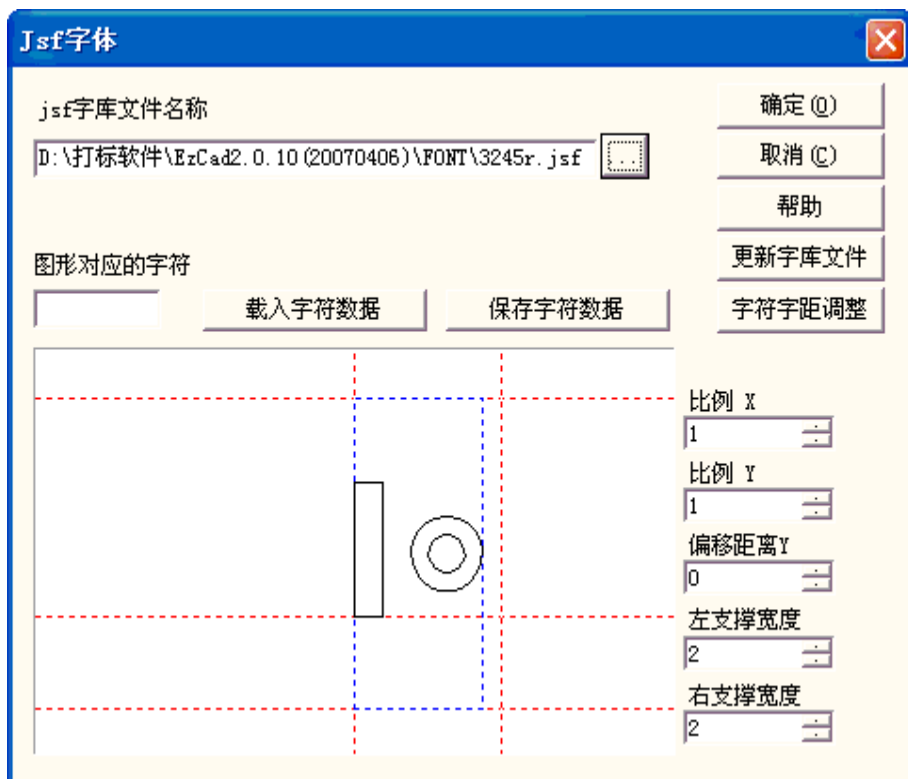 Jsf字体
jsf字库文件名称
D:\打标软件\EzCad2.0.10(20070406)\FONT\3245r.jsf
...
确定(O)
取消(C)
帮助
更新字库文件
字符字距调整
图形对应的字符
载入字符数据
保存字符数据
比例 X
1
比例 Y
1
偏移距离Y
0
左支撑宽度
2
右支撑宽度
2